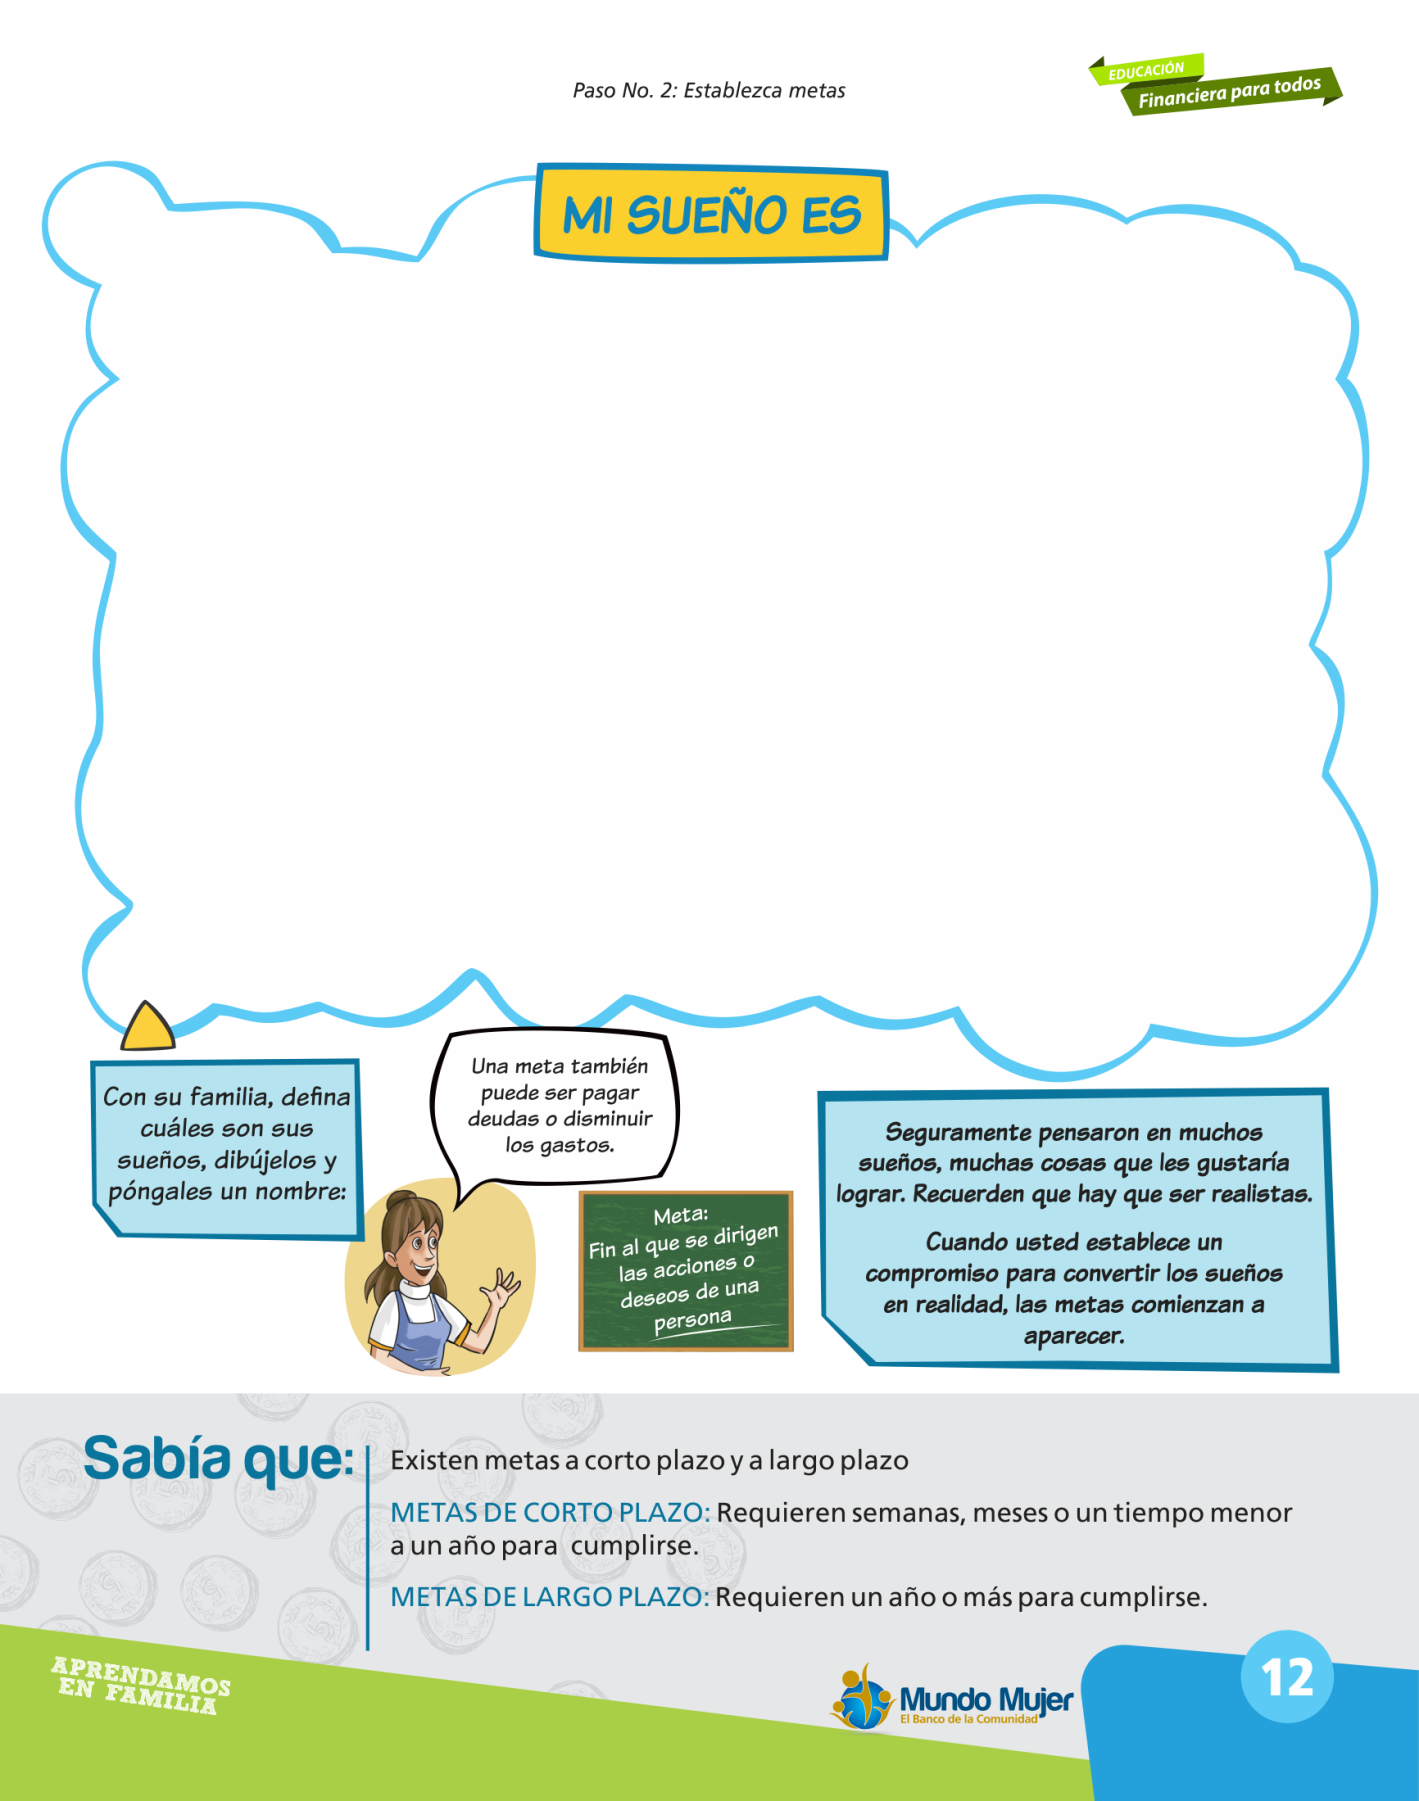 Paso No. 2: Establezca metas
EDUCACIÓN
Financiera para todos
MI SUEÑO ES
Con su familia, defina
cuáles son sus
sueños, dibújelos y
póngales un nombre:
Una meta también
puede ser pagar
deudas o disminuir
los gastos.
Meta:
Fin al que se dirigen
las acciones o
deseos de una
persona
Seguramente pensaron en muchos
sueños, muchas cosas que les gustaría
lograr. Recuerden que hay que ser realistas.
Cuando usted establece un
compromiso para convertir los sueños
en realidad, las metas comienzan a
aparecer.
Sabía que:
Existen metas a corto plazo y a largo plazo
METAS DE CORTO PLAZO: Requieren semanas, meses o un tiempo menor
a un año para cumplirse.
METAS DE LARGO PLAZO: Requieren un año o más para cumplirse.
APRENDAMOS
EN FAMILIA
Mundo Mujer
El Banco de la Comunidad
12